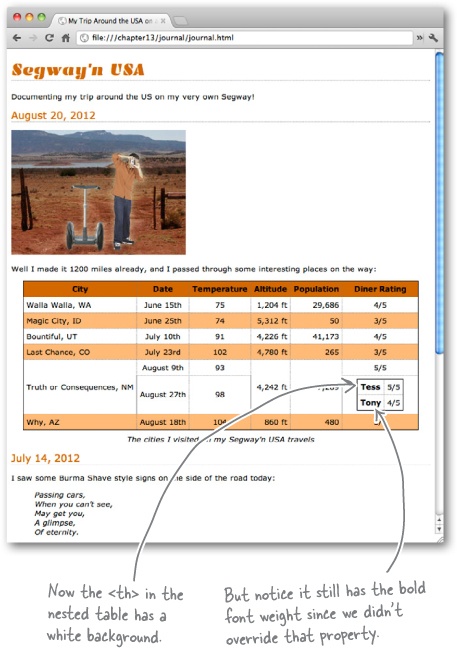 My Trip Around the USA on
file:///chapter13/journal/journal.html
Segway'n USA
Documenting my trip around the US on my very own Segway!
August 20, 2012
Well I made it 1200 miles already, and I passed through some interesting places on the way:
City Date Temperature Altitude Population Diner Rating
Walla Walla, WA June 15th 75 1,204 ft 29,686 4/5
Magic City, ID June 25th 74 5,312 ft 50 3/5
Bountiful, UT July 10th 91 4,226 ft 41,173 4/5
Last Chance, CO July 23rd 102 4,780 ft 265 3/5
August 9th 93 5/5
Truth or Consequences, NM August 27th 98 4,242 ft
Tess 5/5
Tony 4/5
Why, AZ August 18th 104 860 ft 480
The cities I visited on my Segway'n USA travels
July 14, 2012
I saw some Burma Shave style signs on the side of the road today:
Passing cars,
When you can't see,
May get you,
A glimpse,
Of eternity.
Now the <th> in the
nested table has a
white background.
But notice it still has the bold
font weight since we didn't
override that property.